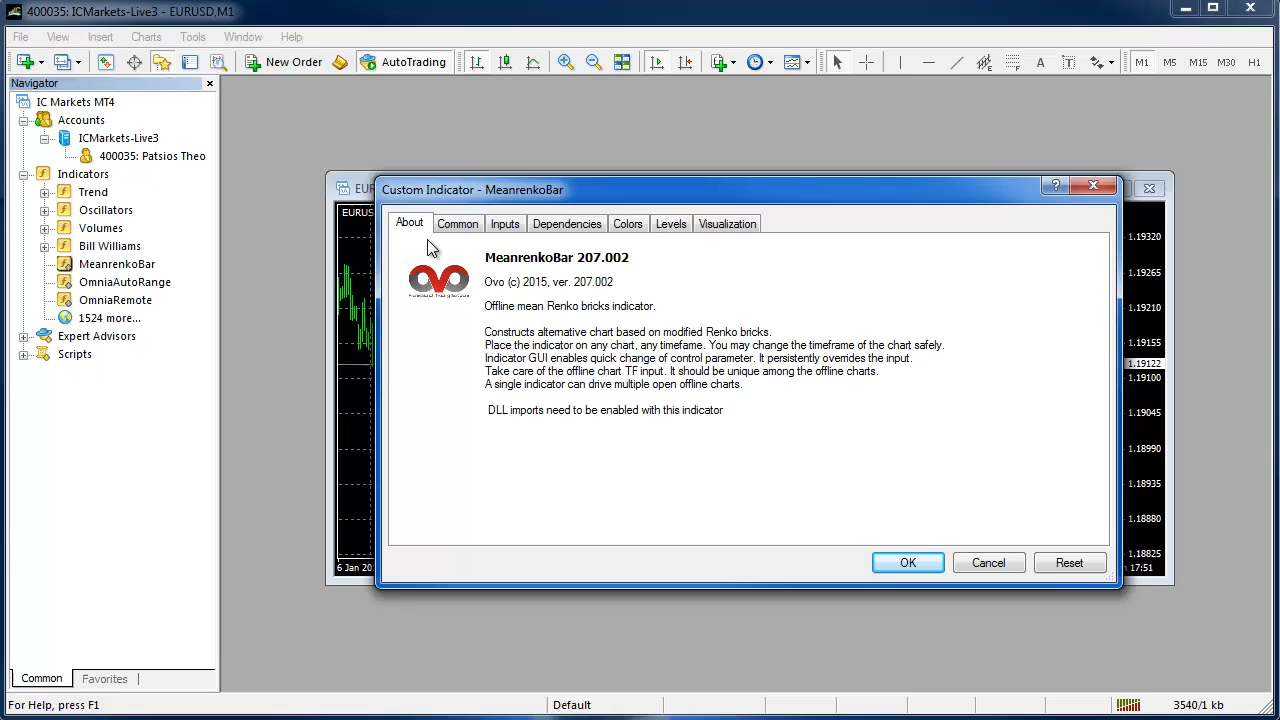 400035: ICMarkets-Live3 - EURUSD,M1
File View Insert Charts Tools Window Help
New Order AutoTrading A T M1 M5 M15 M30 H1
Navigator
IC Markets MT4
Accounts
ICMarkets-Live3
400035: Patsios Theo
Indicators
Trend
Oscillators
Volumes
Bill Williams
MeanrenkoBar
OmniaAutoRange
OmniaRemote
1524 more...
Expert Advisors
Scripts
Common Favorites
EUR
EURUS
6 Jan 20
Custom Indicator - MeanrenkoBar
About Common Inputs Dependencies Colors Levels Visualization
OVO
MeanrenkoBar 207.002
Ovo (c) 2015, ver. 207.002
Offline mean Renko bricks indicator.
Constructs alternative chart based on modified Renko bricks.
Place the indicator on any chart, any timeframe. You may change the timeframe of the chart safely.
Indicator GUI enables quick change of control parameter. It persistently overrides the input.
Take care of the offline chart TF input. It should be unique among the offline charts.
A single indicator can drive multiple open offline charts.
DLL imports need to be enabled with this indicator
OK Cancel Reset
1.19320
1.19265
1.19210
1.19155
1.19122
1.19100
1.19045
1.18990
1.18935
1.18880
1.18825
17:51
For Help, press F1 Default 3540/1 kb